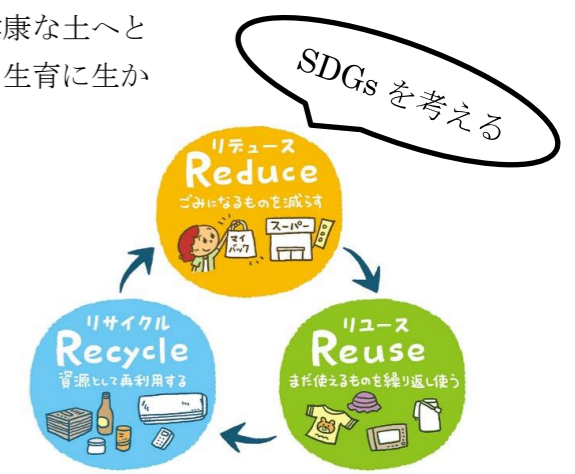 康な土へと
生育に生か
SDGs を考える
リデュース
Reduce
ごみになるものを減らす
マイ
バック
スーパー
リサイクル
Recycle
資源として再利用する
リユース
Reuse
まだ使えるものを繰り返し使う